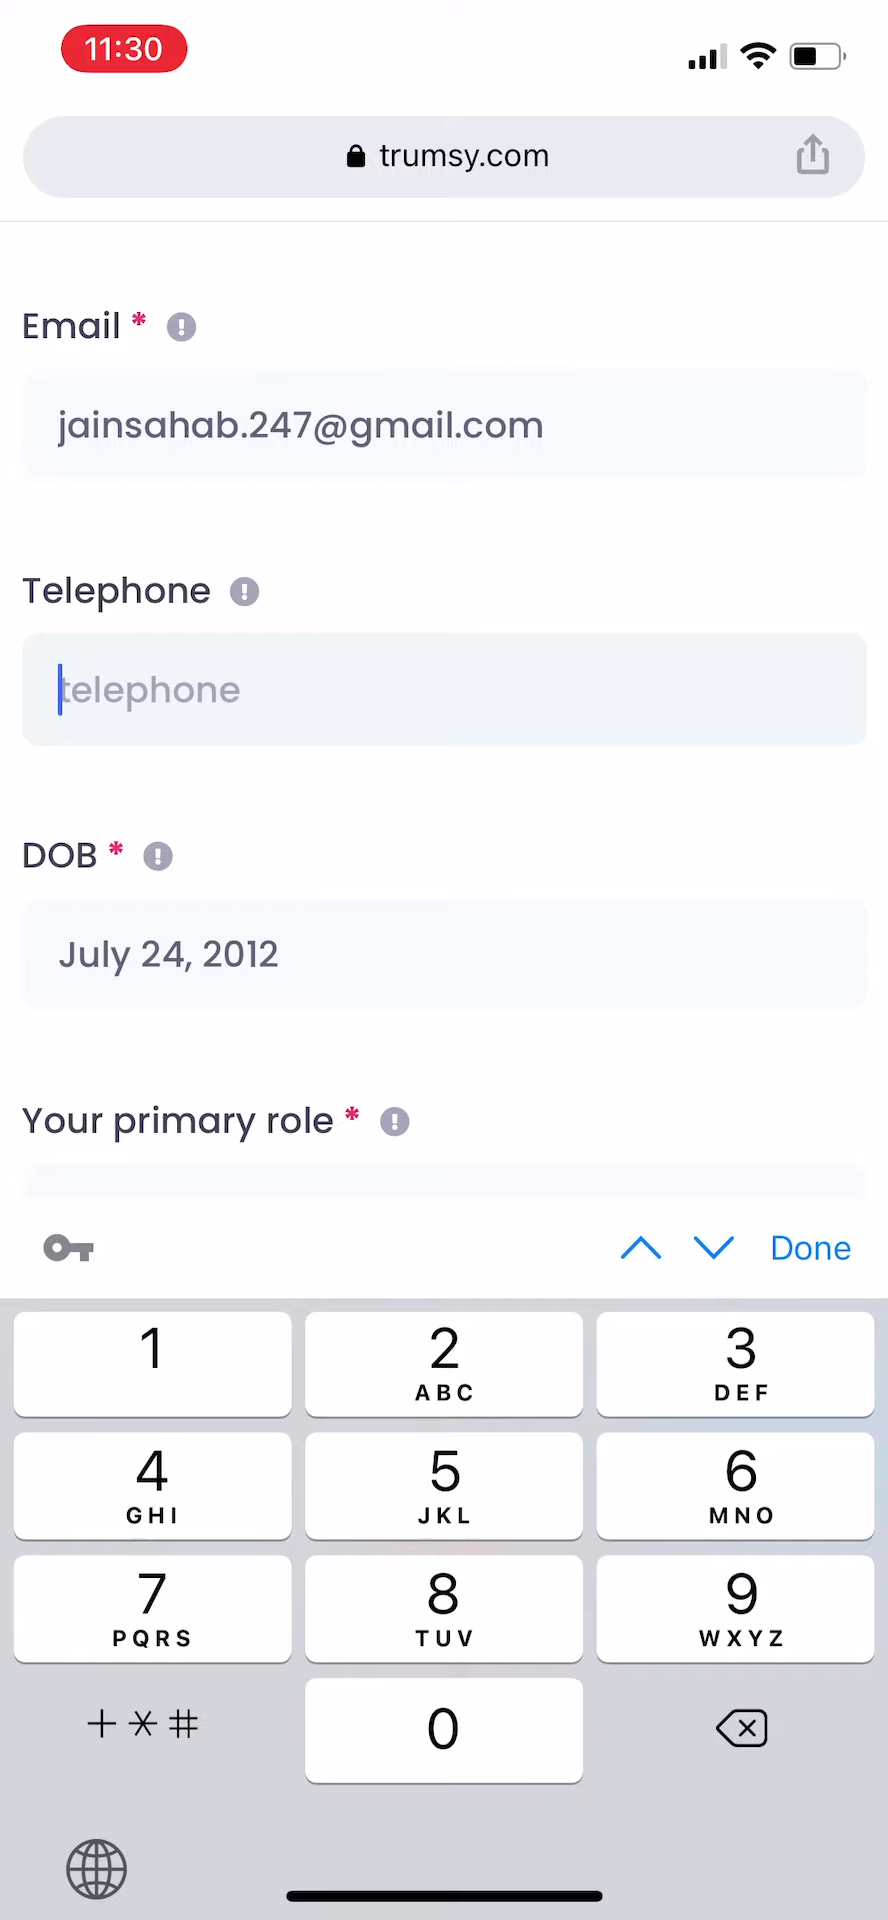 11:30
trumsy.com
Email *
jainsahab.247@gmail.com
Telephone
telephone
DOB *
July 24, 2012
Your primary role *
Done
1
2
ABC
3
DEF
4
GHI
5
JKL
6
MNO
7
PQRS
8
TUV
9
WXYZ
+*#
0